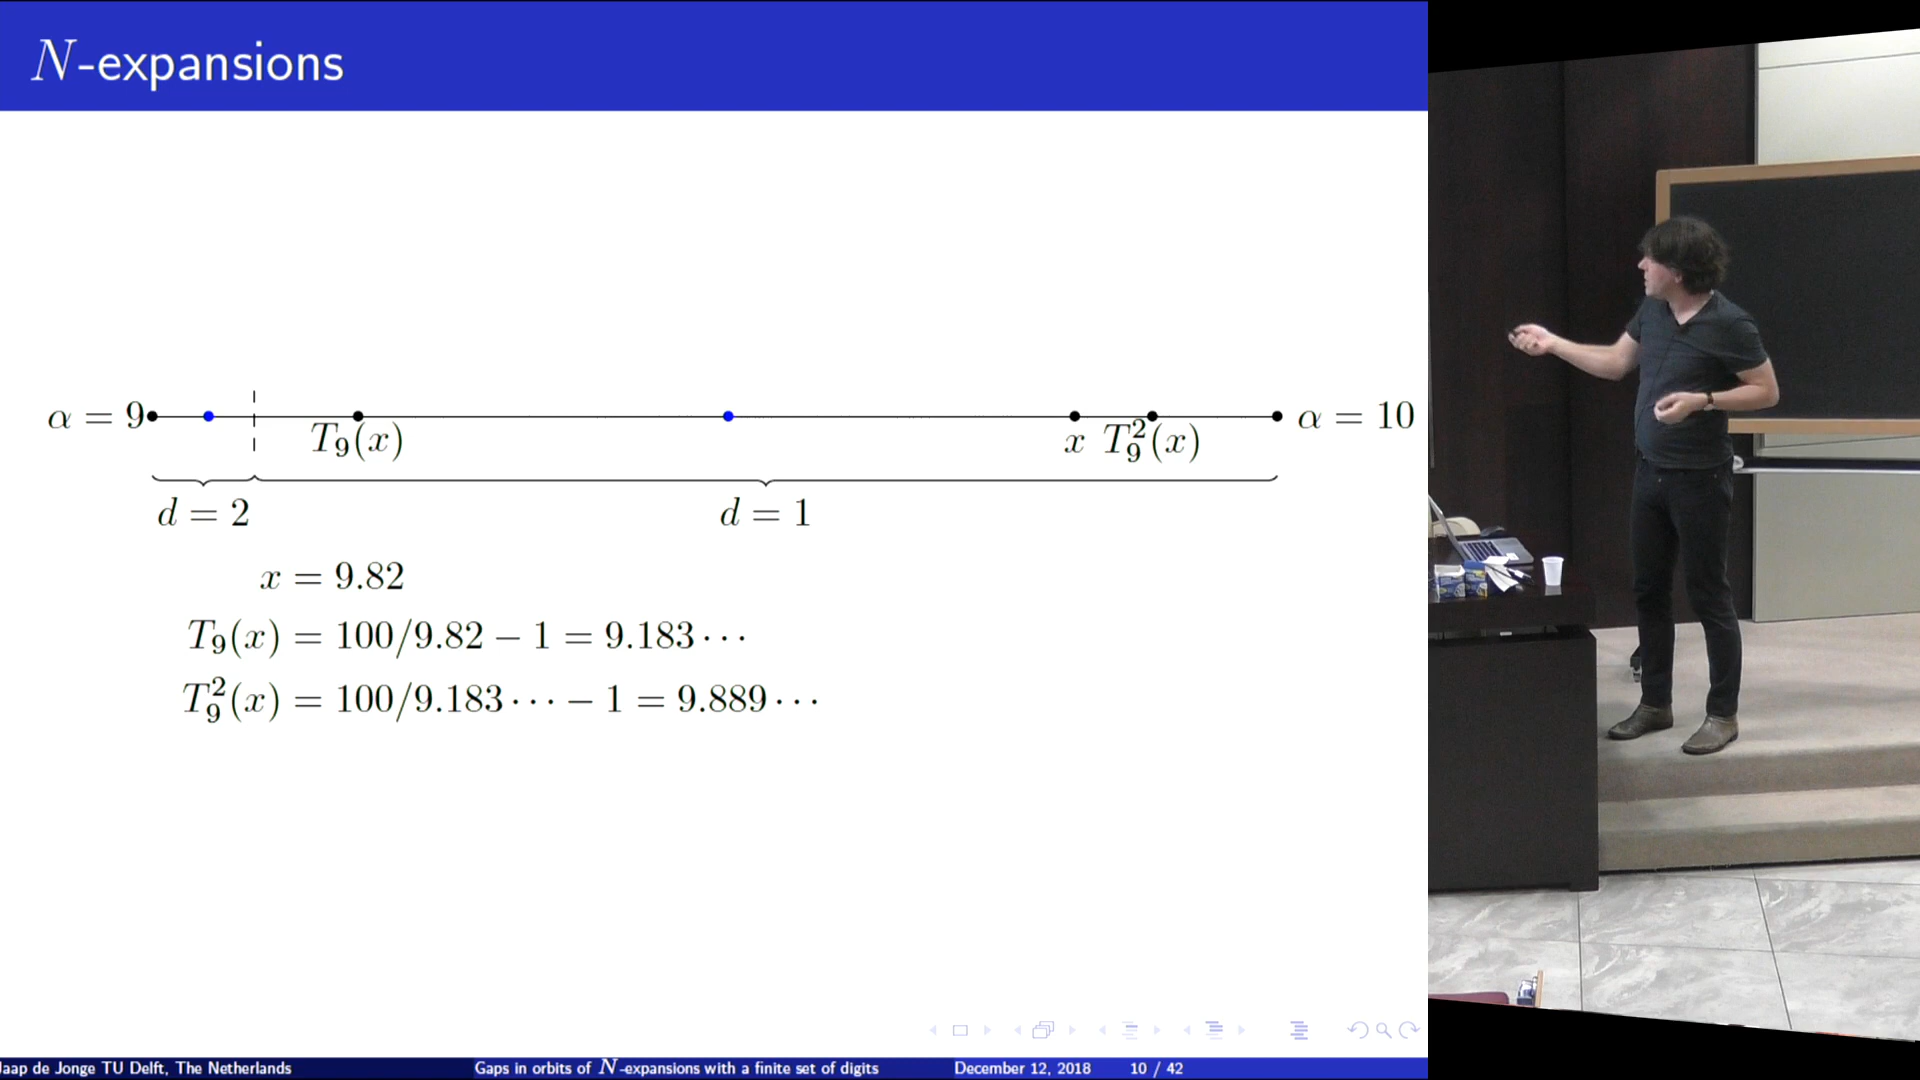 N-expansions
α = 9
α = 10
T₉(x)
x T₉²(x)
d = 2
d = 1
x = 9.82
T₉(x) = 100/9.82 − 1 = 9.183···
T₉²(x) = 100/9.183··· − 1 = 9.889···
Jaap de Jonge TU Delft, The Netherlands
Gaps in orbits of N-expansions with a finite set of digits
December 12, 2018
10 / 42